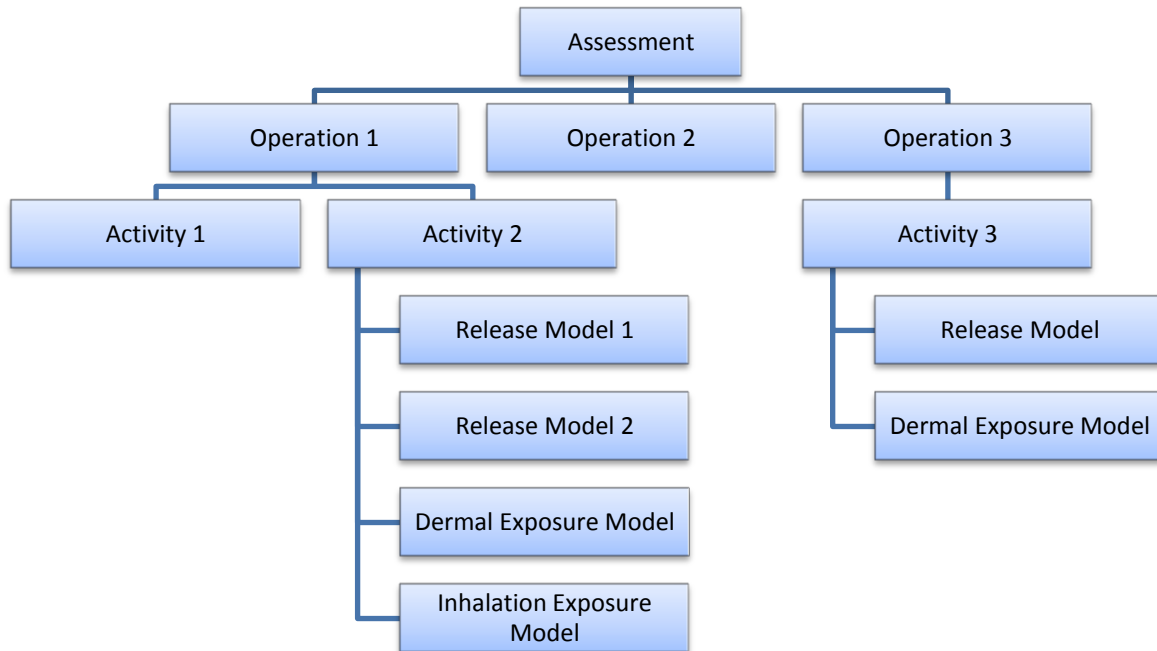 Assessment
Operation 1
Operation 2
Operation 3
Activity 1
Activity 2
Activity 3
Release Model 1
Release Model
Release Model 2
Dermal Exposure Model
Dermal Exposure Model
Inhalation Exposure
Model